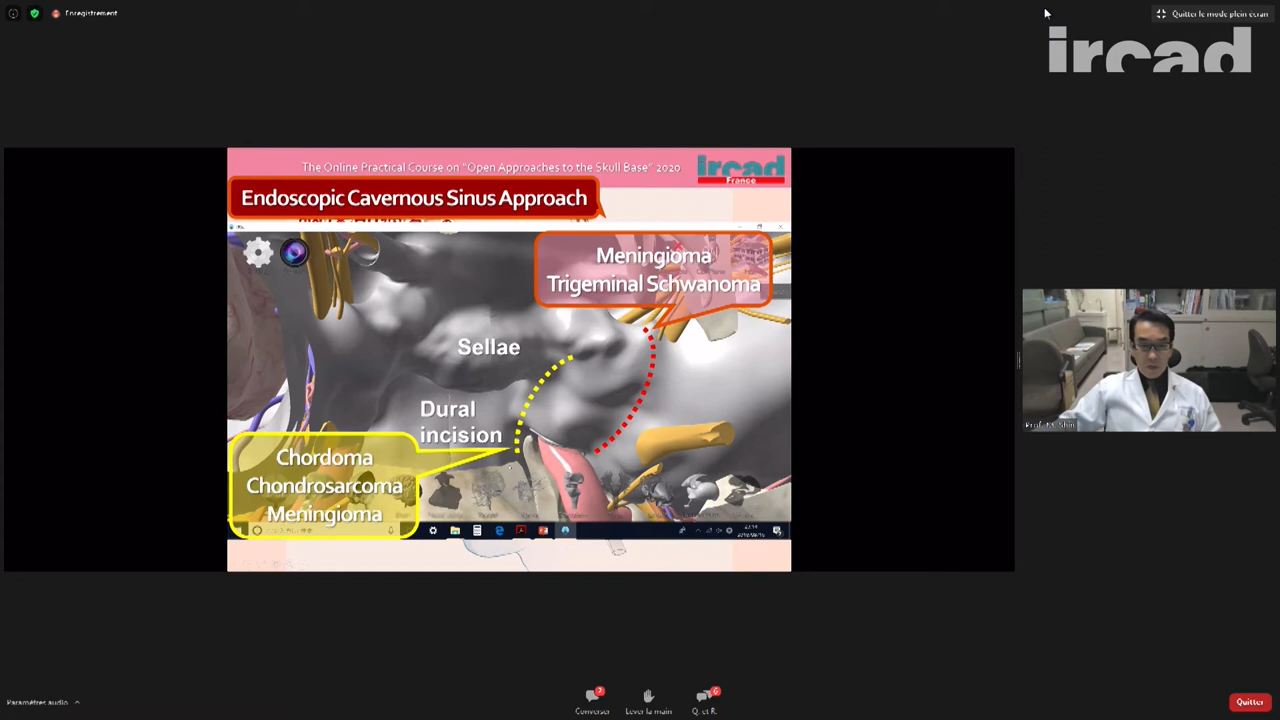 Enregistrement
Quitter le mode plein écran
ircad
The Online Practical Course on "Open Approaches to the Skull Base" 2020
ircad
France
Endoscopic Cavernous Sinus Approach
Meningioma
Trigeminal Schwanoma
Sellae
Dural
incision
Chordoma
Chondrosarcoma
Meningioma
Prof. M. Shin
Paramètres audio
Converser
Lever la main
Q. et R.
Quitter